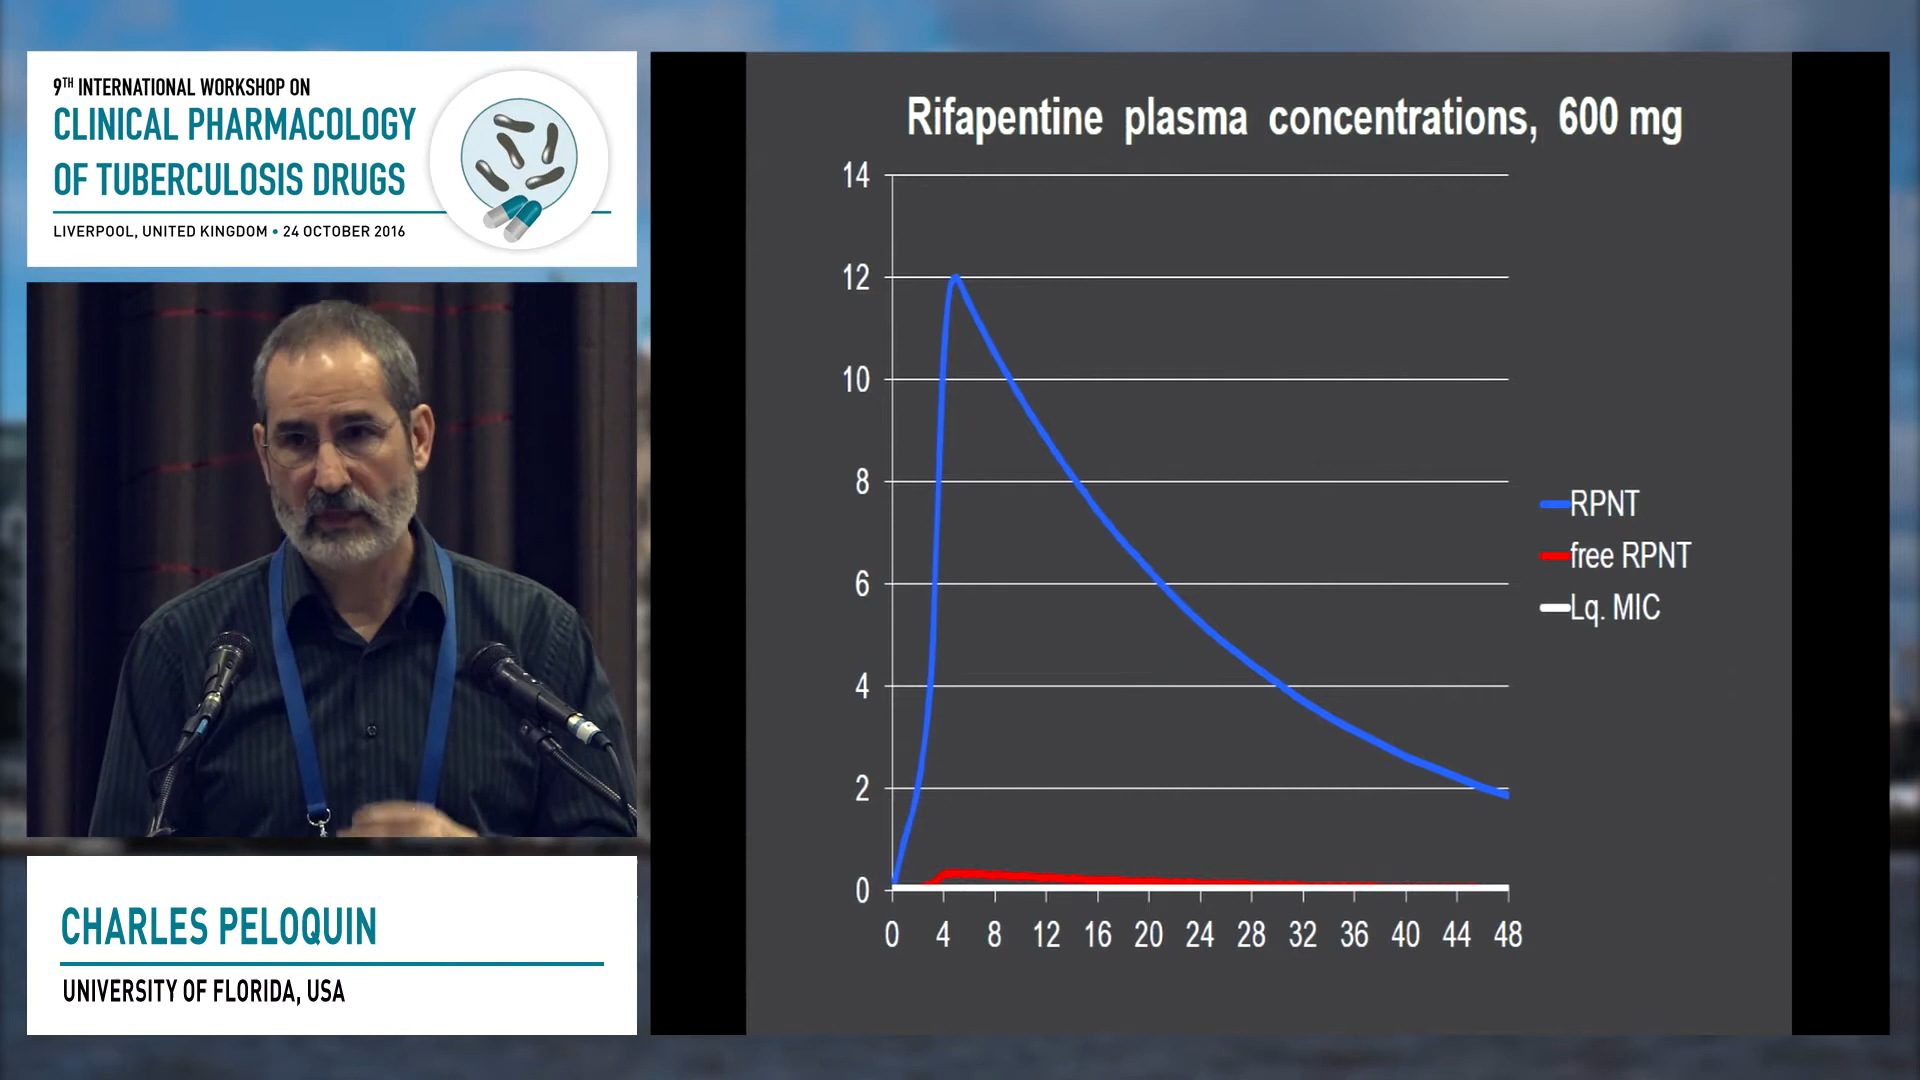 9TH INTERNATIONAL WORKSHOP ON
CLINICAL PHARMACOLOGY
OF TUBERCULOSIS DRUGS
LIVERPOOL, UNITED KINGDOM • 24 OCTOBER 2016
CHARLES PELOQUIN
UNIVERSITY OF FLORIDA, USA
Rifapentine plasma concentrations, 600 mg
14
12
10
8
6
4
2
0
0 4 8 12 16 20 24 28 32 36 40 44 48
RPNT
free RPNT
Lq. MIC